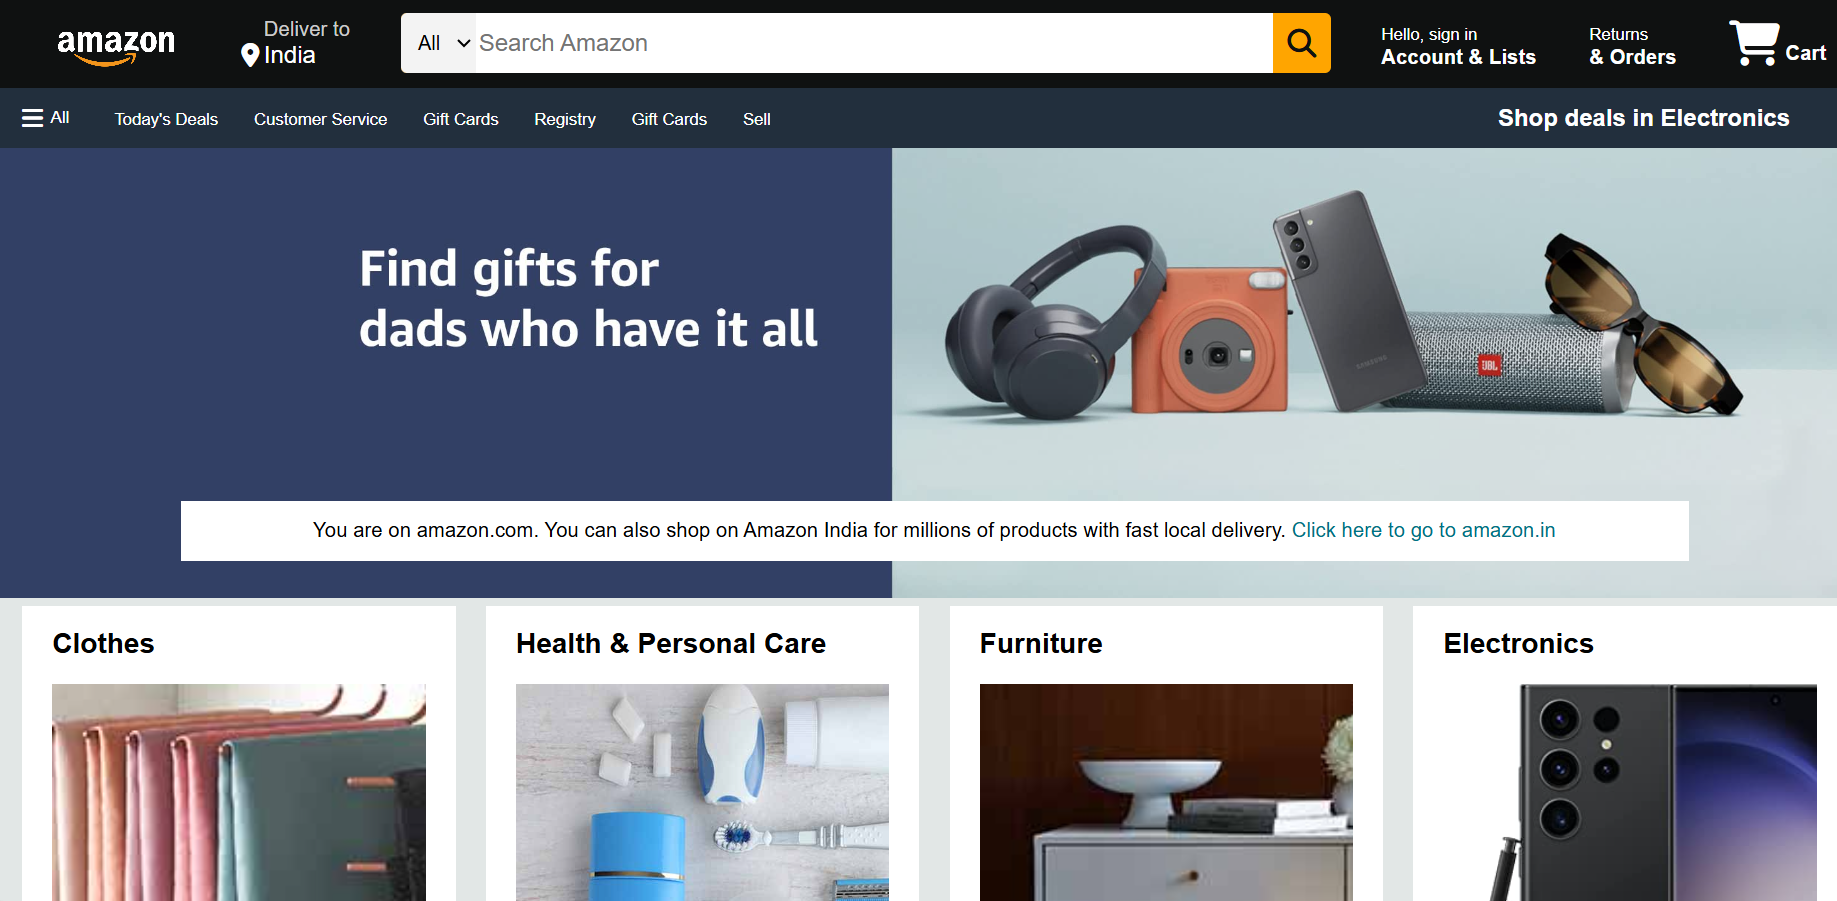 amazon
Deliver to
India
All
Search Amazon
Hello, sign in
Account & Lists
Returns
& Orders
Cart
All
Today's Deals
Customer Service
Gift Cards
Registry
Gift Cards
Sell
Shop deals in Electronics
Find gifts for
dads who have it all
SAMSUNG
JBL
You are on amazon.com. You can also shop on Amazon India for millions of products with fast local delivery. Click here to go to amazon.in
Clothes
Health & Personal Care
Furniture
Electronics